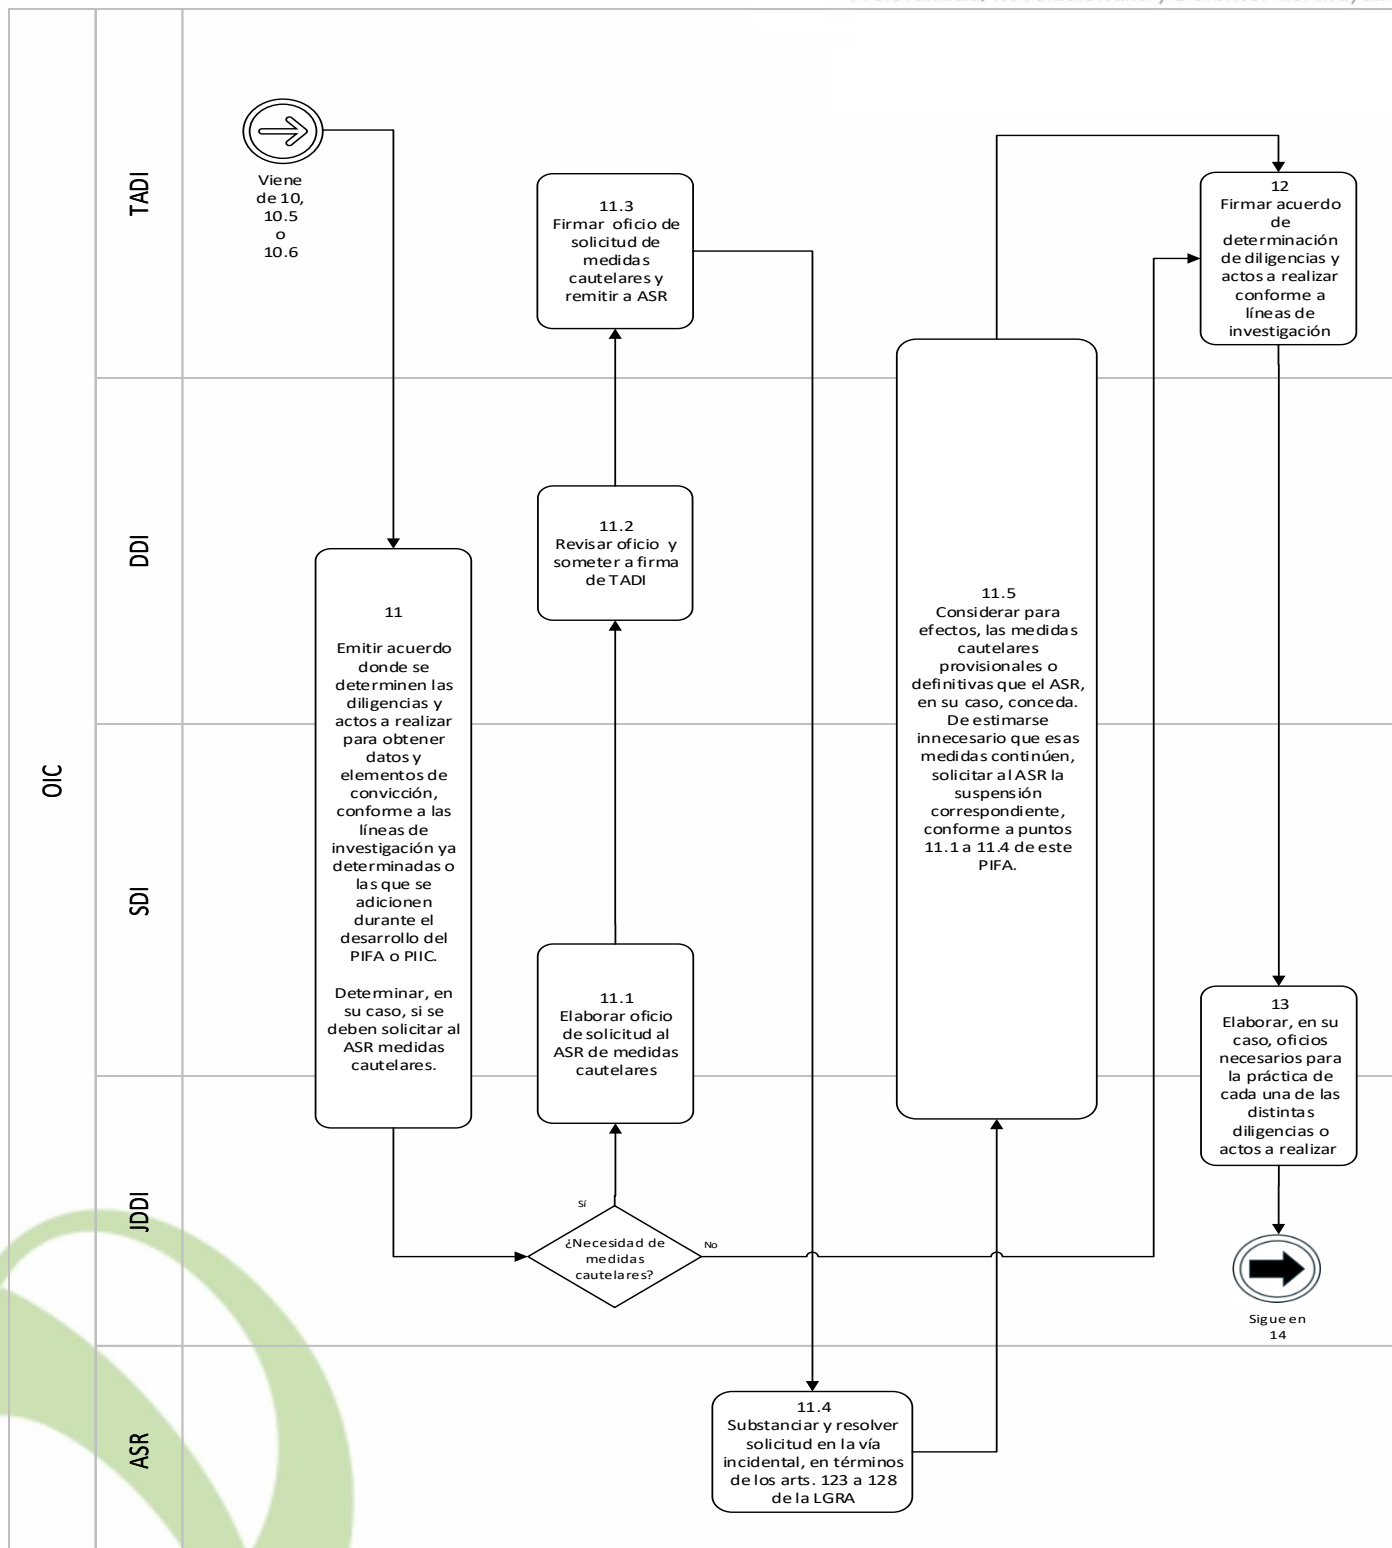 OIC
TADI
DDI
SDI
JDDI
ASR
Viene
de 10,
10.5
o
10.6
11
Emitir acuerdo
donde se
determinen las
diligencias y
actos a realizar
para obtener
datos y
elementos de
convicción,
conforme a las
líneas de
investigación ya
determinadas o
las que se
adicionen
durante el
desarrollo del
PIFA o PIIC.
Determinar, en
su caso, si se
deben solicitar al
ASR medidas
cautelares.
¿Necesidad de
medidas
cautelares?
Sí
No
11.1
Elaborar oficio
de solicitud al
ASR de medidas
cautelares
11.2
Revisar oficio y
someter a firma
de TADI
11.3
Firmar oficio de
solicitud de
medidas
cautelares y
remitir a ASR
11.4
Substanciar y resolver
solicitud en la vía
incidental, en términos
de los arts. 123 a 128
de la LGRA
11.5
Considerar para
efectos, las medidas
cautelares
provisionales o
definitivas que el ASR,
en su caso, conceda.
De estimarse
innecesario que esas
medidas continúen,
solicitar al ASR la
suspensión
correspondiente,
conforme a puntos
11.1 a 11.4 de este
PIFA.
12
Firmar acuerdo
de
determinación
de diligencias y
actos a realizar
conforme a
líneas de
investigación
13
Elaborar, en su
caso, oficios
necesarios para
la práctica de
cada una de las
distintas
diligencias o
actos a realizar
Sigue en
14